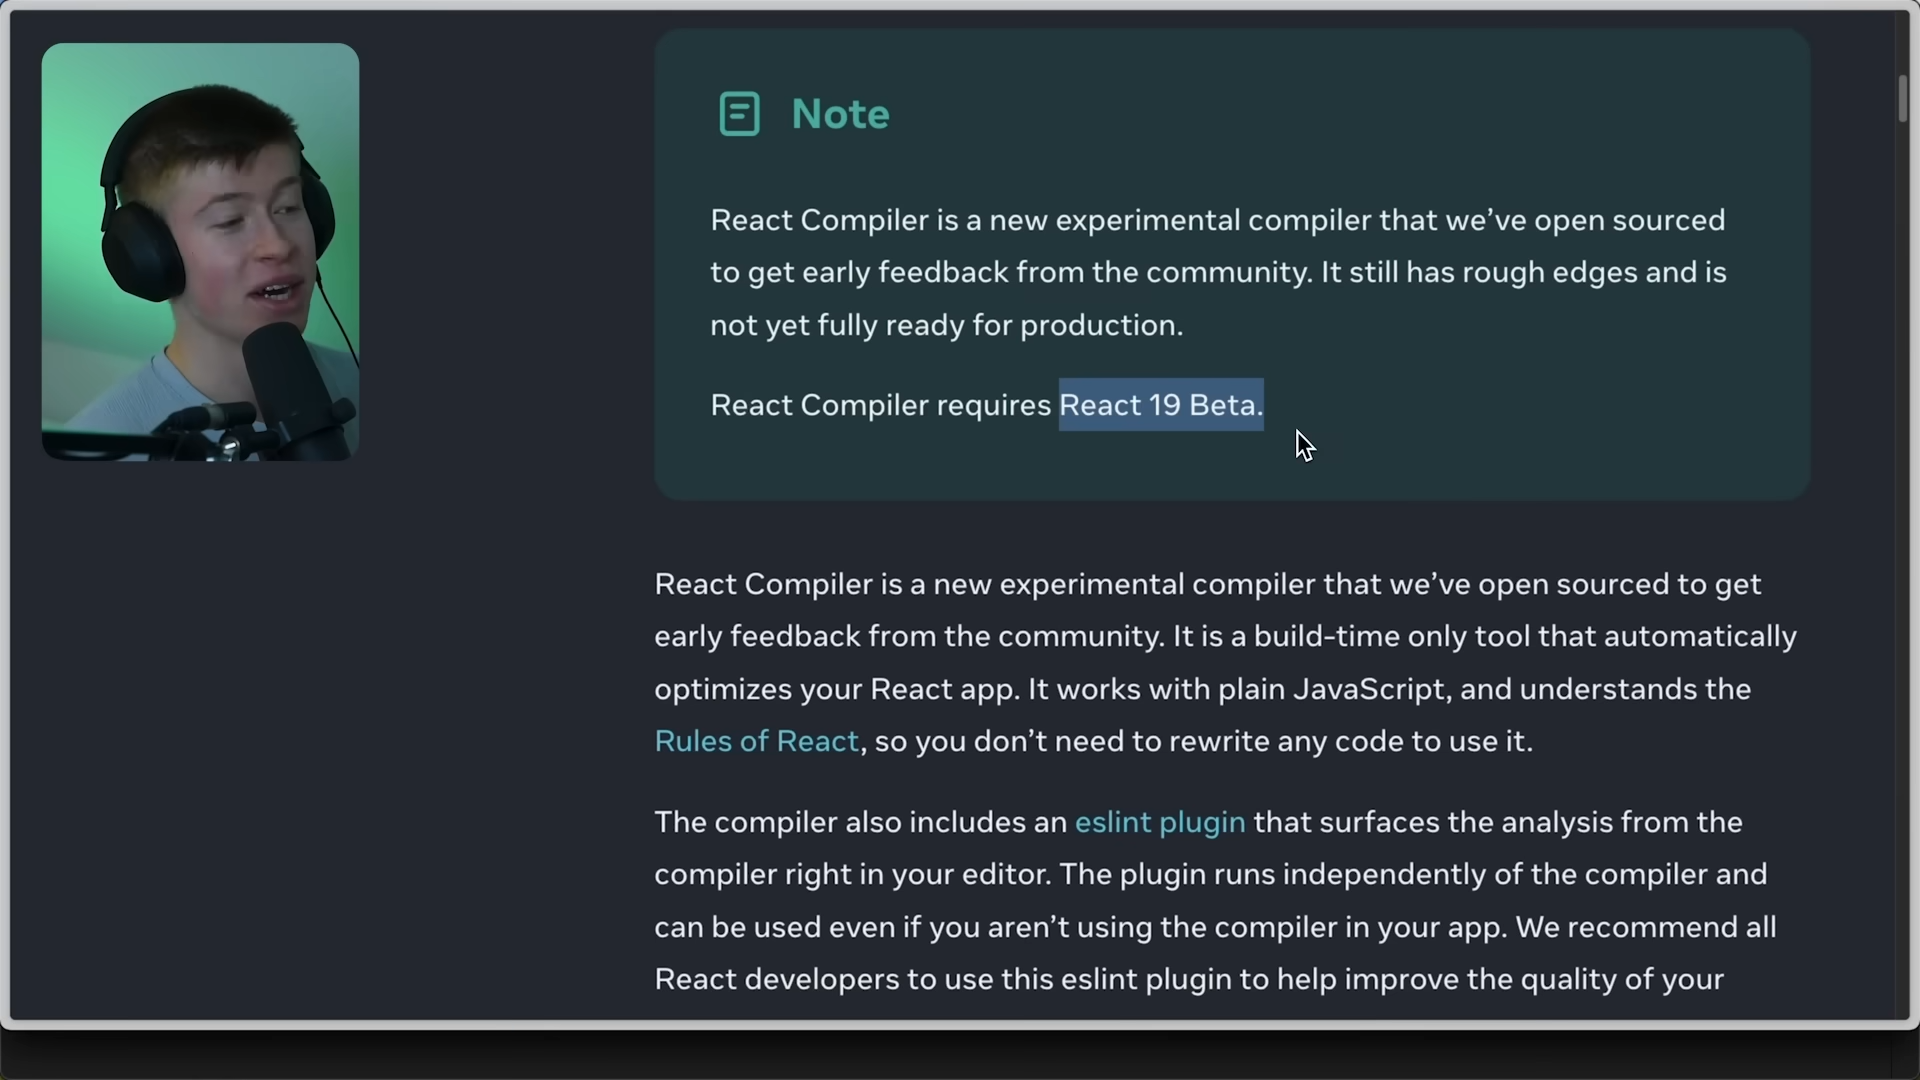 Note
React Compiler is a new experimental compiler that we’ve open sourced
to get early feedback from the community. It still has rough edges and is
not yet fully ready for production.
React Compiler requires React 19 Beta.
React Compiler is a new experimental compiler that we’ve open sourced to get
early feedback from the community. It is a build-time only tool that automatically
optimizes your React app. It works with plain JavaScript, and understands the
Rules of React, so you don’t need to rewrite any code to use it.
The compiler also includes an eslint plugin that surfaces the analysis from the
compiler right in your editor. The plugin runs independently of the compiler and
can be used even if you aren’t using the compiler in your app. We recommend all
React developers to use this eslint plugin to help improve the quality of your